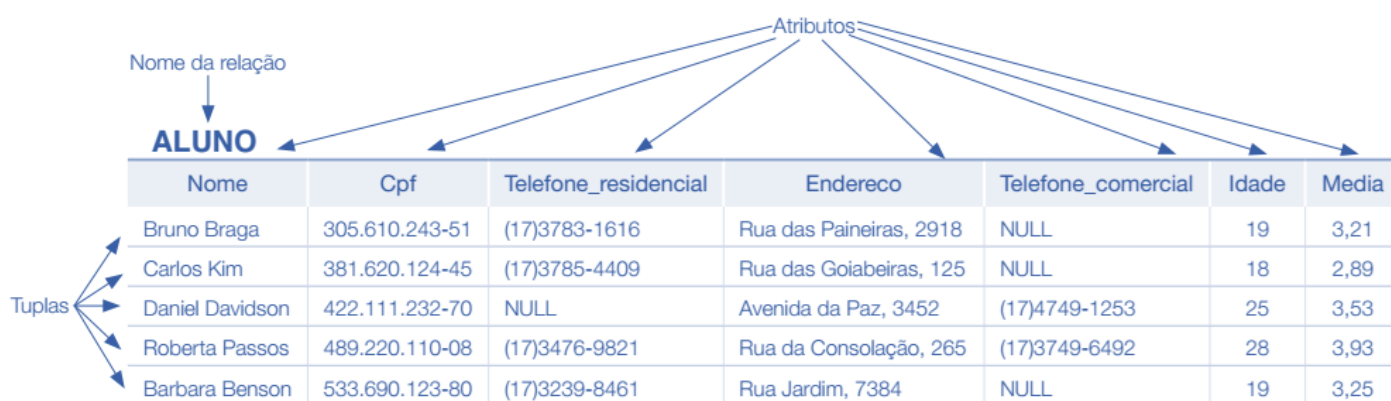 Atributos
Nome da relação
ALUNO
Nome Cpf Telefone_residencial Endereco Telefone_comercial Idade Media
Bruno Braga 305.610.243-51 (17)3783-1616 Rua das Paineiras, 2918 NULL 19 3,21
Carlos Kim 381.620.124-45 (17)3785-4409 Rua das Goiabeiras, 125 NULL 18 2,89
Tuplas Daniel Davidson 422.111.232-70 NULL Avenida da Paz, 3452 (17)4749-1253 25 3,53
Roberta Passos 489.220.110-08 (17)3476-9821 Rua da Consolação, 265 (17)3749-6492 28 3,93
Barbara Benson 533.690.123-80 (17)3239-8461 Rua Jardim, 7384 NULL 19 3,25